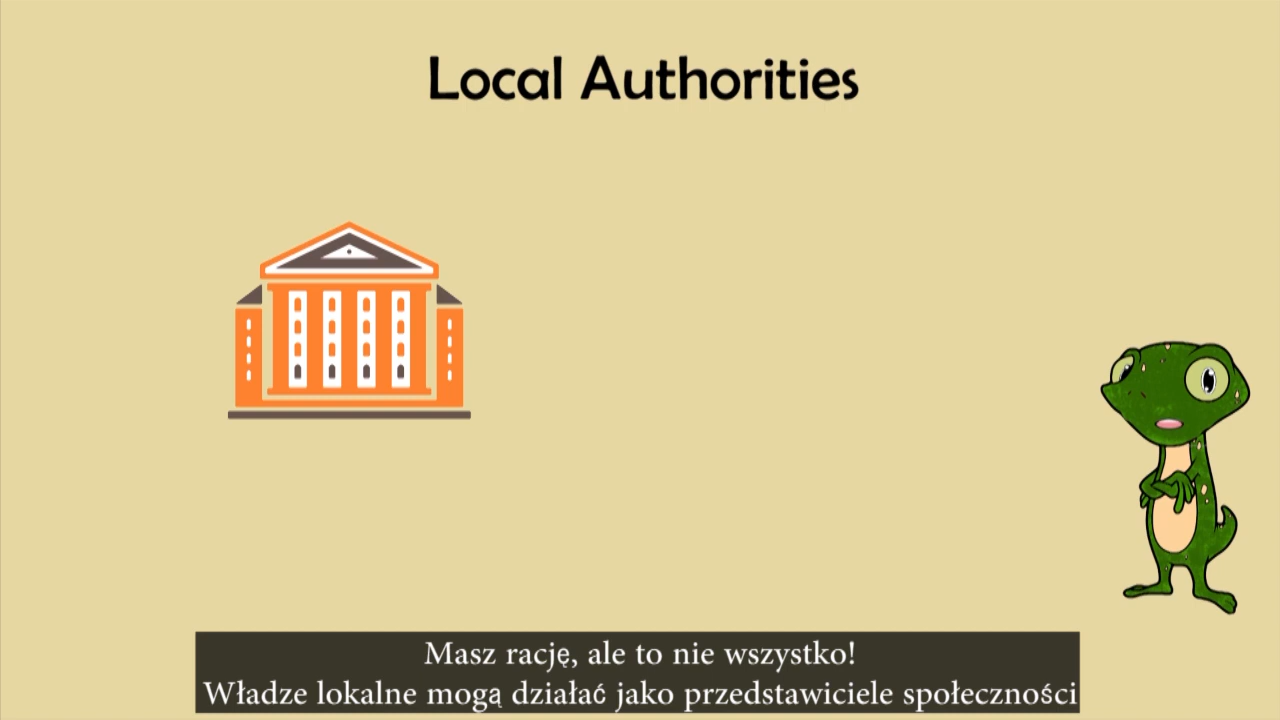 Local Authorities
Masz rację, ale to nie wszystko!
Władze lokalne mogą działać jako przedstawiciele społeczności